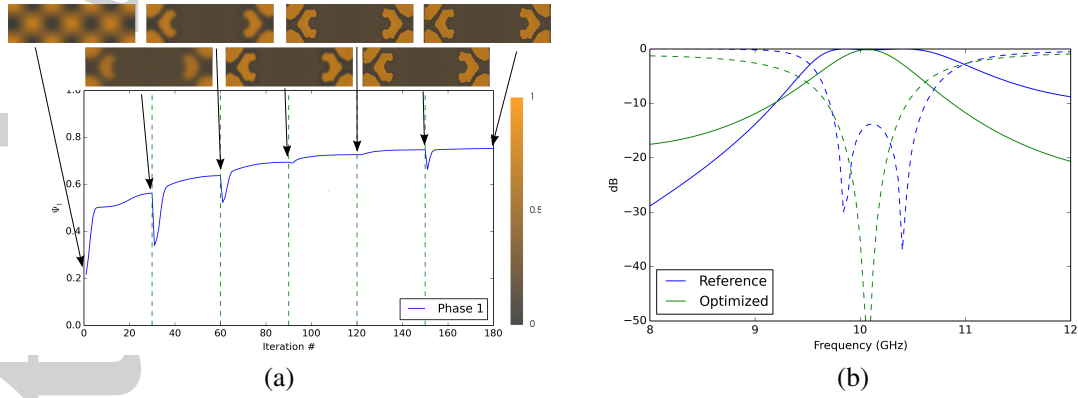 1.0
0.8
0.6
0.4
0.2
0.0
Ψ1
0 20 40 60 80 100 120 140 160 180
Iteration #
Phase 1
1
0.5
0
(a)
0
−10
−20
−30
−40
−50
dB
8 9 10 11 12
Frequency (GHz)
Reference
Optimized
(b)